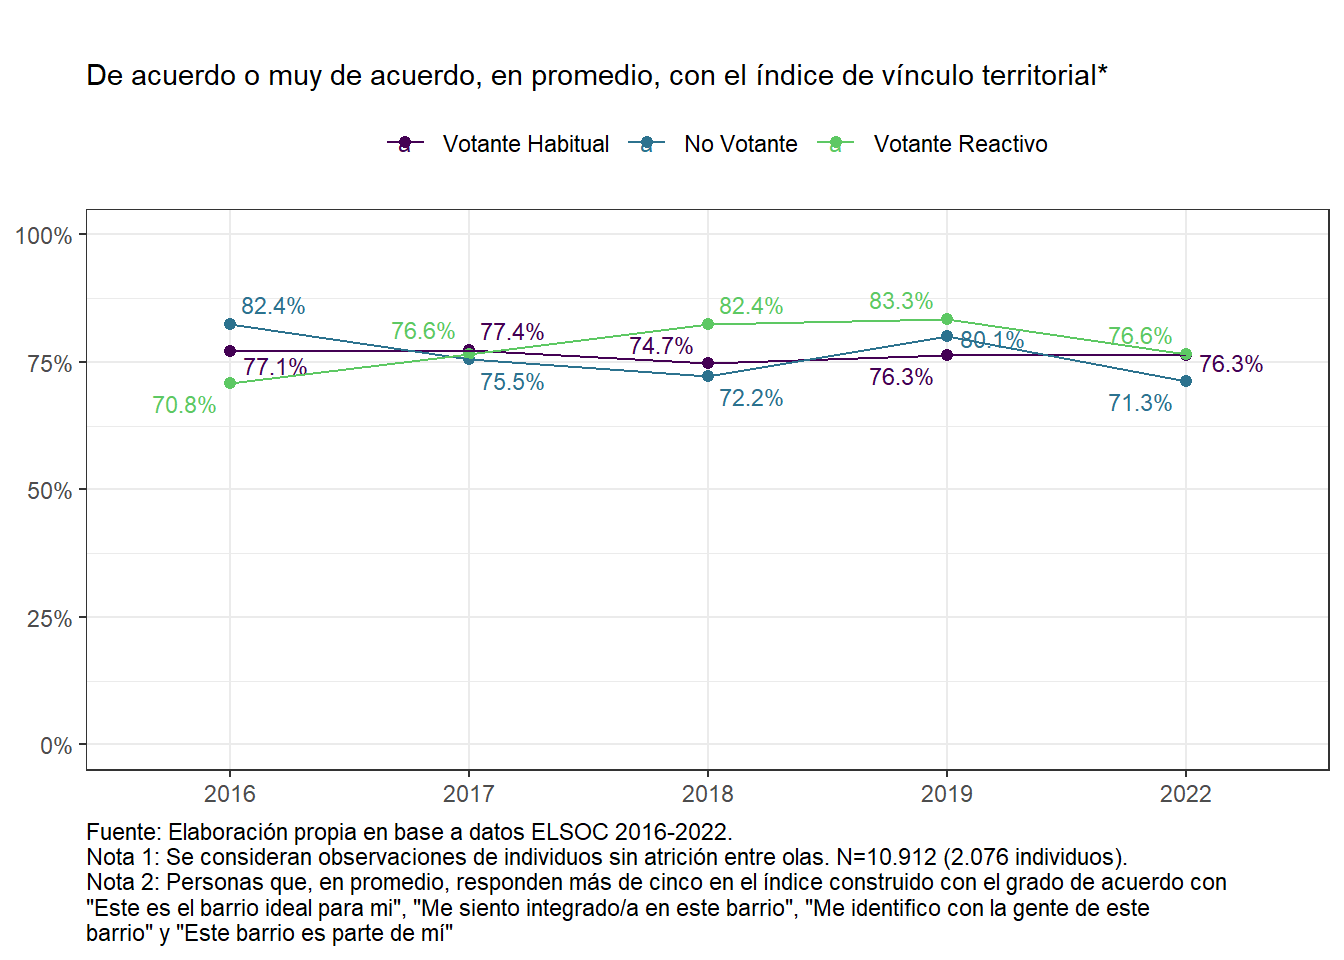 De acuerdo o muy de acuerdo, en promedio, con el índice de vínculo territorial*
a Votante Habitual a No Votante a Votante Reactivo
100%
75%
50%
25%
0%
82.4%
77.1%
70.8%
76.6%
77.4%
75.5%
74.7%
82.4%
72.2%
83.3%
80.1%
76.3%
76.6%
76.3%
71.3%
2016 2017 2018 2019 2022
Fuente: Elaboración propia en base a datos ELSOC 2016-2022.
Nota 1: Se consideran observaciones de individuos sin atrición entre olas. N=10.912 (2.076 individuos).
Nota 2: Personas que, en promedio, responden más de cinco en el índice construido con el grado de acuerdo con
"Este es el barrio ideal para mi", "Me siento integrado/a en este barrio", "Me identifico con la gente de este
barrio" y "Este barrio es parte de mí"